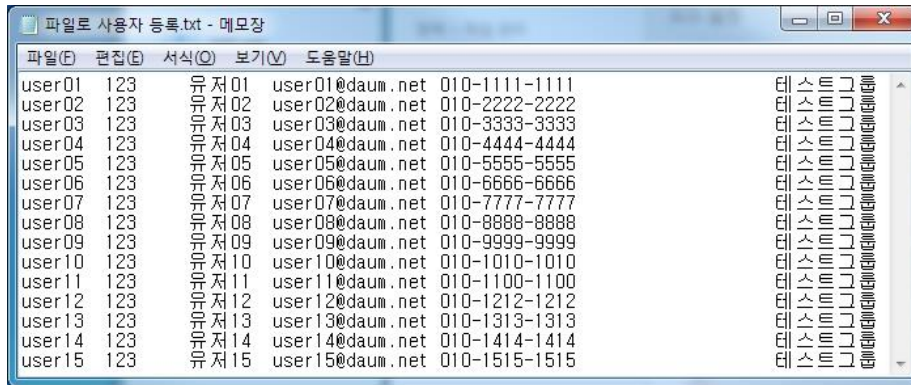 파일로 사용자 등록.txt - 메모장
파일(F) 편집(E) 서식(O) 보기(V) 도움말(H)
user01 123 유저01 user01@daum.net 010-1111-1111 테스트그룹
user02 123 유저02 user02@daum.net 010-2222-2222 테스트그룹
user03 123 유저03 user03@daum.net 010-3333-3333 테스트그룹
user04 123 유저04 user04@daum.net 010-4444-4444 테스트그룹
user05 123 유저05 user05@daum.net 010-5555-5555 테스트그룹
user06 123 유저06 user06@daum.net 010-6666-6666 테스트그룹
user07 123 유저07 user07@daum.net 010-7777-7777 테스트그룹
user08 123 유저08 user08@daum.net 010-8888-8888 테스트그룹
user09 123 유저09 user09@daum.net 010-9999-9999 테스트그룹
user10 123 유저10 user10@daum.net 010-1010-1010 테스트그룹
user11 123 유저11 user11@daum.net 010-1100-1100 테스트그룹
user12 123 유저12 user12@daum.net 010-1212-1212 테스트그룹
user13 123 유저13 user13@daum.net 010-1313-1313 테스트그룹
user14 123 유저14 user14@daum.net 010-1414-1414 테스트그룹
user15 123 유저15 user15@daum.net 010-1515-1515 테스트그룹